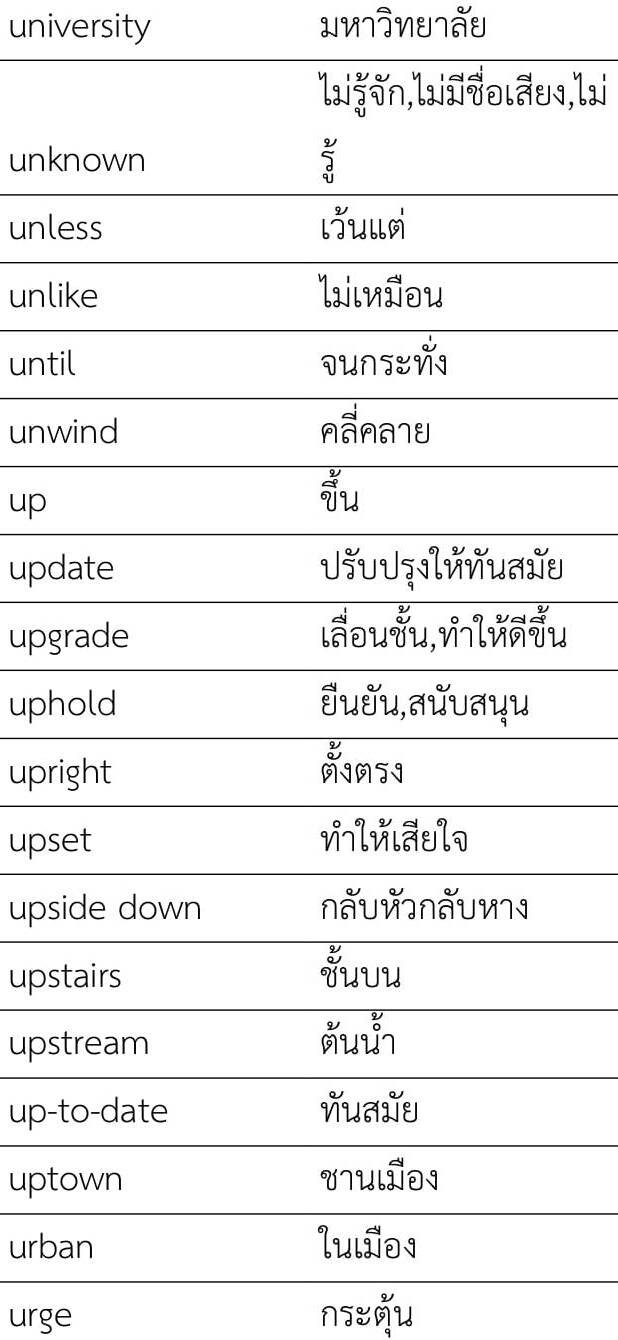 university มหาวิทยาลัย
ไม่รู้จัก,ไม่มีชื่อเสียง,ไม่
unknown รู้
unless เว้นแต่
unlike ไม่เหมือน
until จนกระทั่ง
unwind คลี่คลาย
up ขึ้น
update ปรับปรุงให้ทันสมัย
upgrade เลื่อนชั้น,ทำให้ดีขึ้น
uphold ยืนยัน,สนับสนุน
upright ตั้งตรง
upset ทำให้เสียใจ
upside down กลับหัวกลับหาง
upstairs ชั้นบน
upstream ต้นน้ำ
up-to-date ทันสมัย
uptown ชานเมือง
urban ในเมือง
urge กระตุ้น